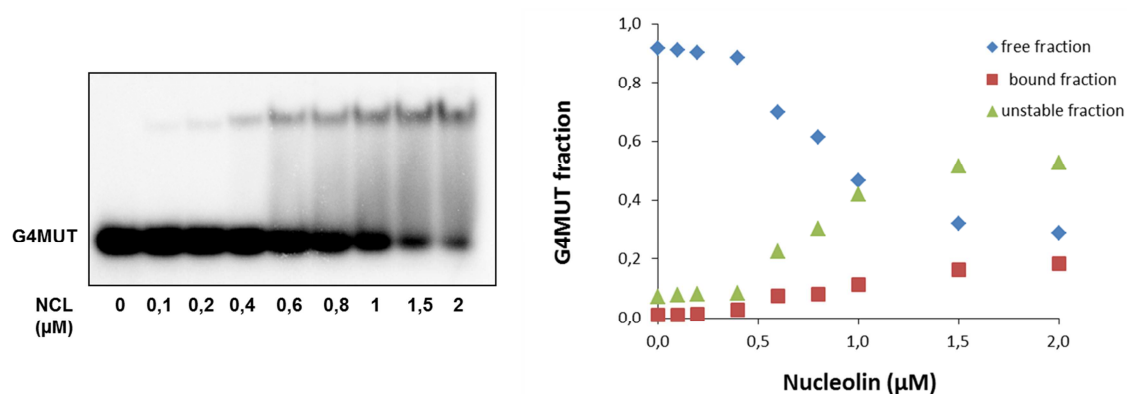 G4MUT
NCL 0 0,1 0,2 0,4 0,6 0,8 1 1,5 2
(µM)
G4MUT fraction
1,0
0,8
0,6
0,4
0,2
0,0
0,0 0,5 1,0 1,5 2,0
Nucleolin (µM)
free fraction
bound fraction
unstable fraction